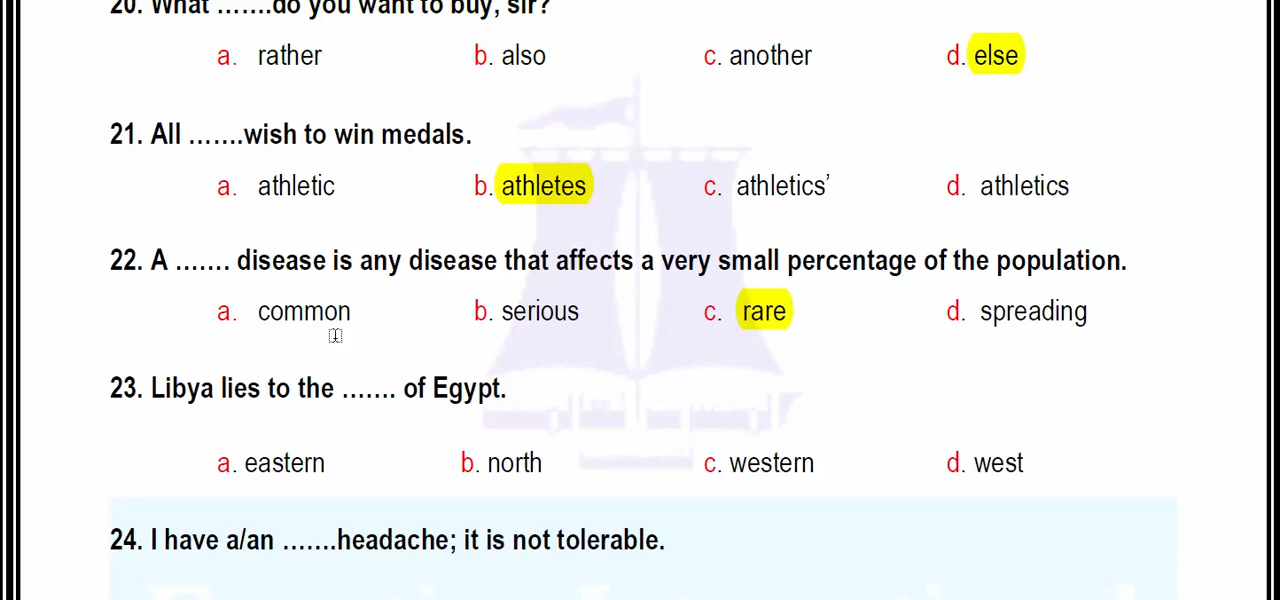 20. What …….do you want to buy, sir?
a. rather b. also c. another d. else
21. All …….wish to win medals.
a. athletic b. athletes c. athletics’ d. athletics
22. A ……. disease is any disease that affects a very small percentage of the population.
a. common b. serious c. rare d. spreading
23. Libya lies to the ……. of Egypt.
a. eastern b. north c. western d. west
24. I have a/an …….headache; it is not tolerable.